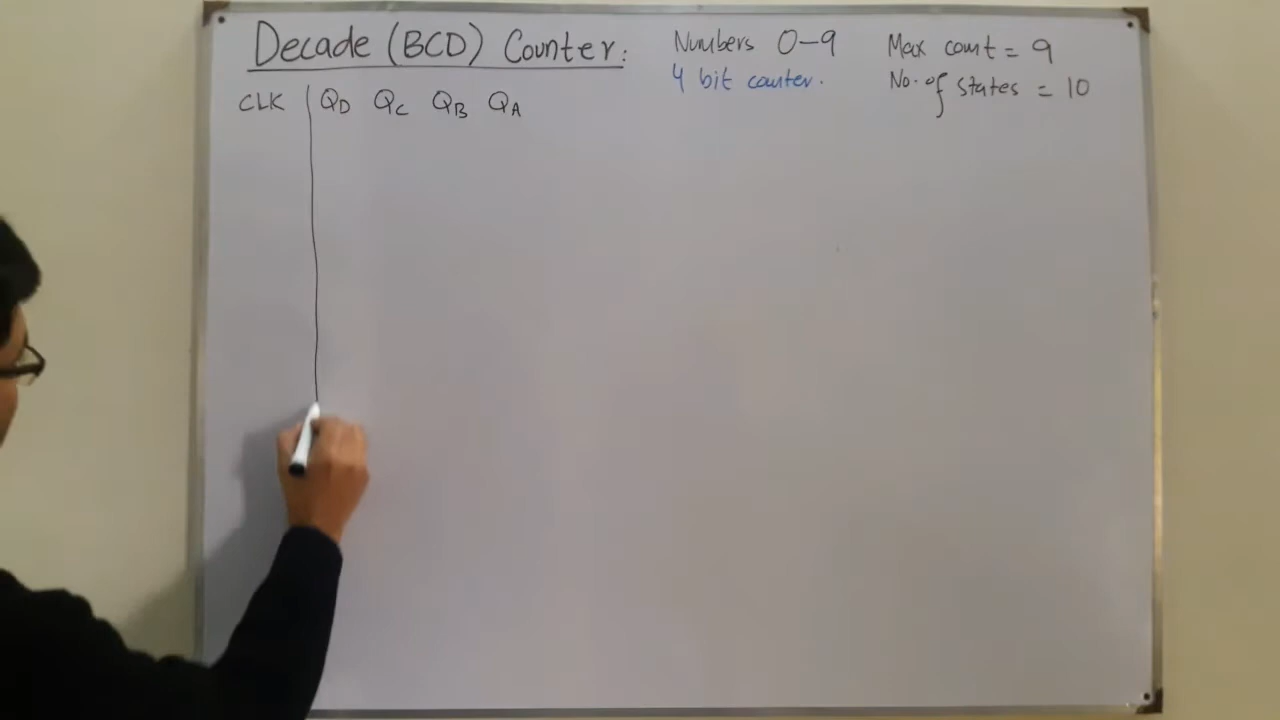 Decade (BCD) Counter:
Numbers 0-9
4 bit counter.
Max count = 9
No. of states = 10
CLK QD QC QB QA